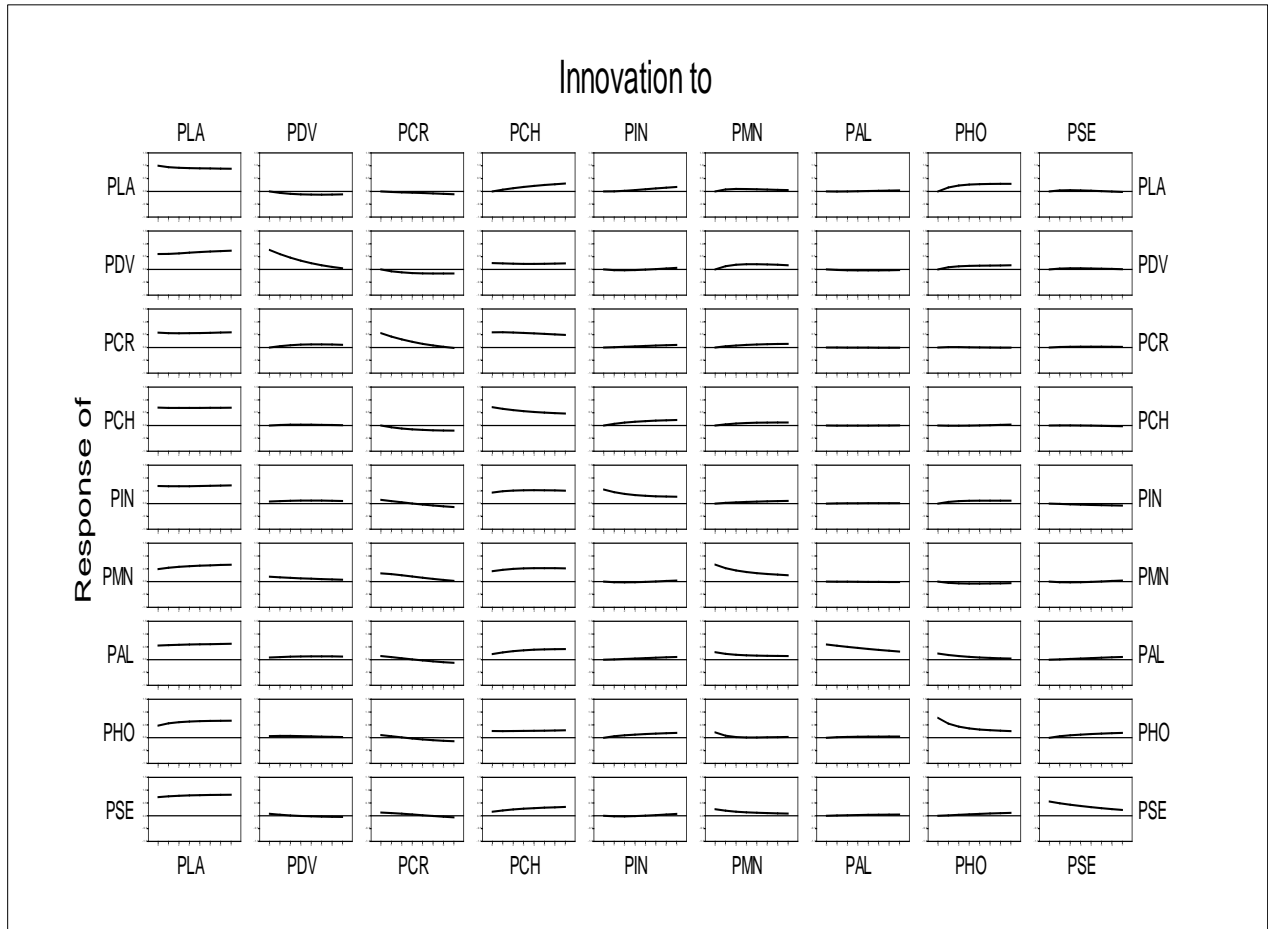 Innovation to
PLA PDV PCR PCH PIN PMN PAL PHO PSE
Response of
PLA PLA
PDV PDV
PCR PCR
PCH PCH
PIN PIN
PMN PMN
PAL PAL
PHO PHO
PSE PSE
PLA PDV PCR PCH PIN PMN PAL PHO PSE